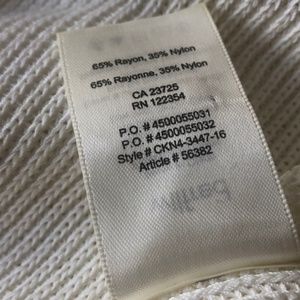 65% Rayon, 35% Nylon
65% Rayonne, 35% Nylon
CA 23725
RN 122354
P.O. # 4500055031
P.O. # 4500055032
Style # CKN4-3447-16
Article # 56382